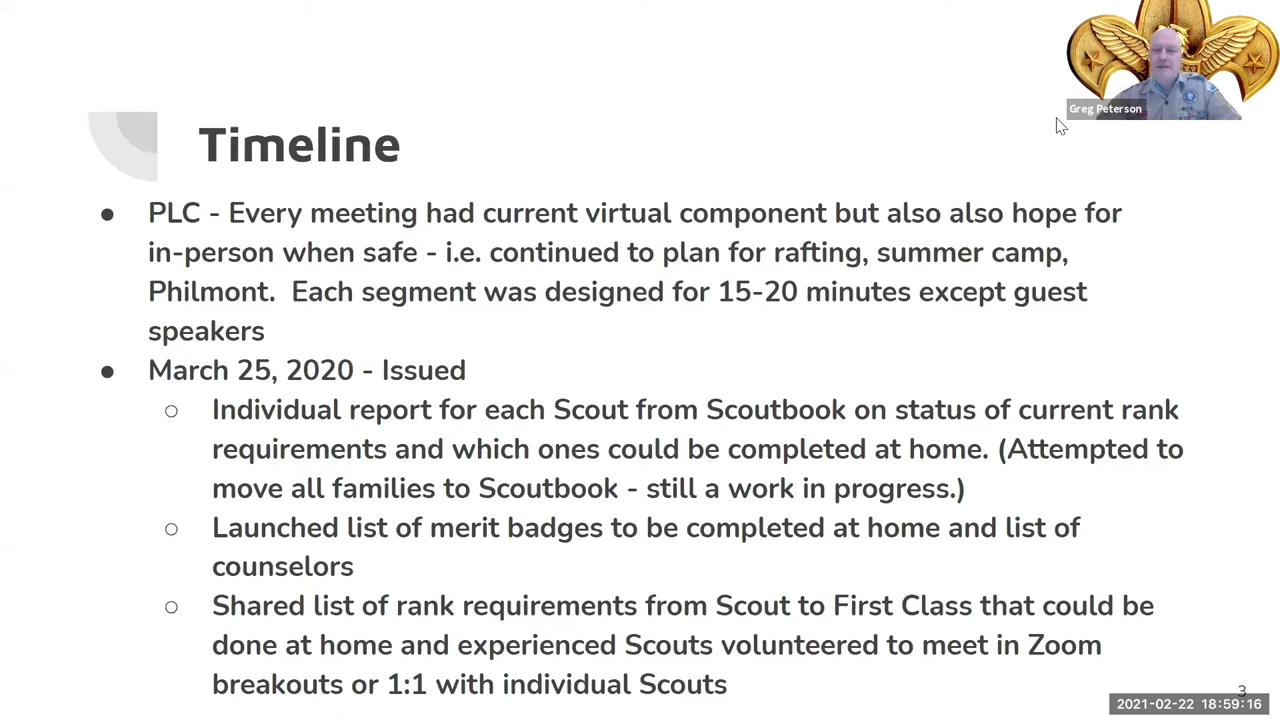 Greg Peterson
Timeline
● PLC - Every meeting had current virtual component but also also hope for
in-person when safe - i.e. continued to plan for rafting, summer camp,
Philmont.  Each segment was designed for 15-20 minutes except guest
speakers
● March 25, 2020 - Issued
○ Individual report for each Scout from Scoutbook on status of current rank
requirements and which ones could be completed at home. (Attempted to
move all families to Scoutbook - still a work in progress.)
○ Launched list of merit badges to be completed at home and list of
counselors
○ Shared list of rank requirements from Scout to First Class that could be
done at home and experienced Scouts volunteered to meet in Zoom
breakouts or 1:1 with individual Scouts
3
2021-02-22 18:59:16